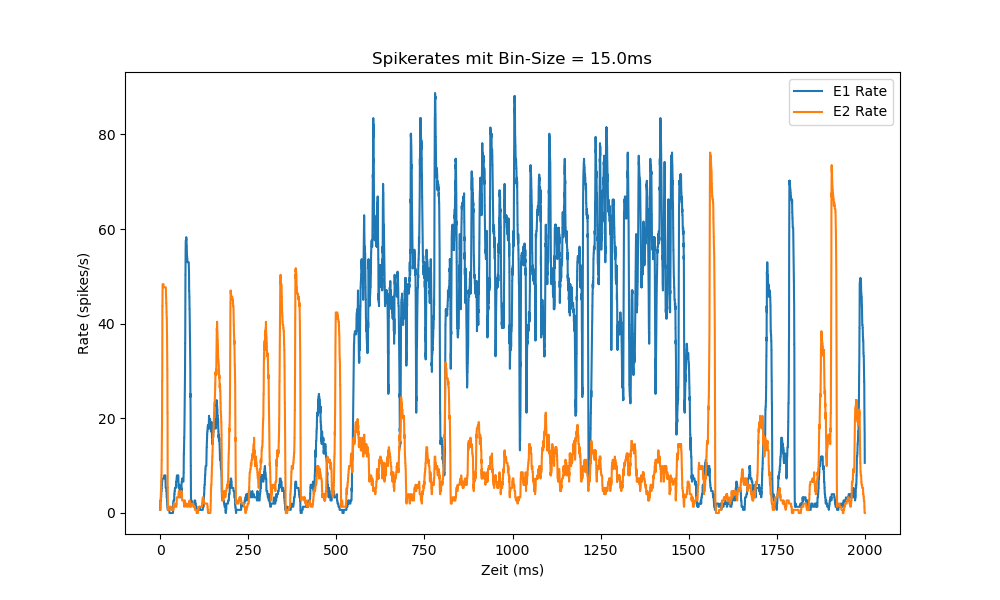 Spikerates mit Bin-Size = 15.0ms
E1 Rate
E2 Rate
Rate (spikes/s)
80
60
40
20
0
0 250 500 750 1000 1250 1500 1750 2000
Zeit (ms)